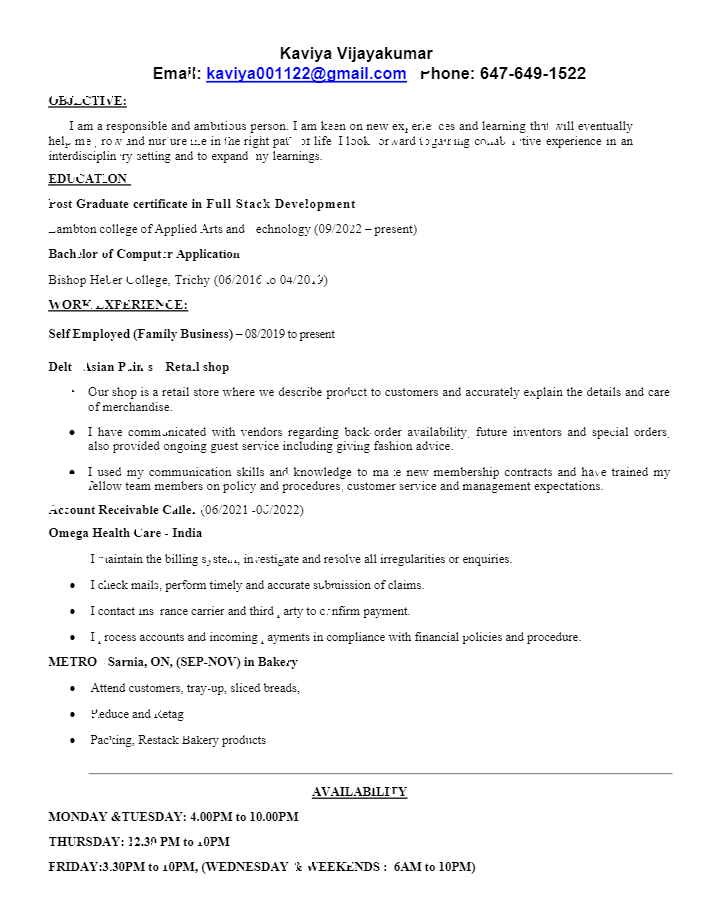 Kaviya Vijayakumar
Email: kaviya001122@gmail.com Phone: 647-649-1522
OBJECTIVE:
I am a responsible and ambitious person. I am keen on new experiences and learning that will eventually
help me grow and nurture me in the right path of life. I look forward to gaining collaborative experience in an
interdisciplinary setting and to expand my learnings.
EDUCATION
Post Graduate certificate in Full Stack Development
Lambton college of Applied Arts and Technology (09/2022 – present)
Bachelor of Computer Application
Bishop Heber College, Trichy (06/2016 to 04/2019)
WORK EXPERIENCE:
Self Employed (Family Business) – 08/2019 to present
Asian Retail shop
• Our shop is a retail store where we describe product to customers and accurately explain the details and care
of merchandise.
• I have communicated with vendors regarding back-order availability, future inventors and special orders,
also provided ongoing guest service including giving fashion advice.
• I used my communication skills and knowledge to make new membership contracts and have trained my
fellow team members on policy and procedures, customer service and management expectations.
Account Receivable Caller (06/2021 -
Omega Health Care - India
I maintain the billing systems, investigate and resolve all irregularities or enquiries.
• I check mails, perform timely and accurate submission of claims.
• I contact insurance carrier and third party to confirm payment.
• I process accounts and incoming payments in compliance with financial policies and procedure.
METRO Sarnia, ON, (SEP-NOV) in Bakery
• Attend customers, tray-up, sliced breads,
• Reduce and Retag
• Packing, Restack Bakery products
AVAILABILITY
MONDAY &TUESDAY: 4.00PM to 10.00PM
THURSDAY: 12.30 PM to 10PM
FRIDAY:3.30PM to 10PM, (WEDNESDAY & WEEKENDS : 6AM to 10PM)